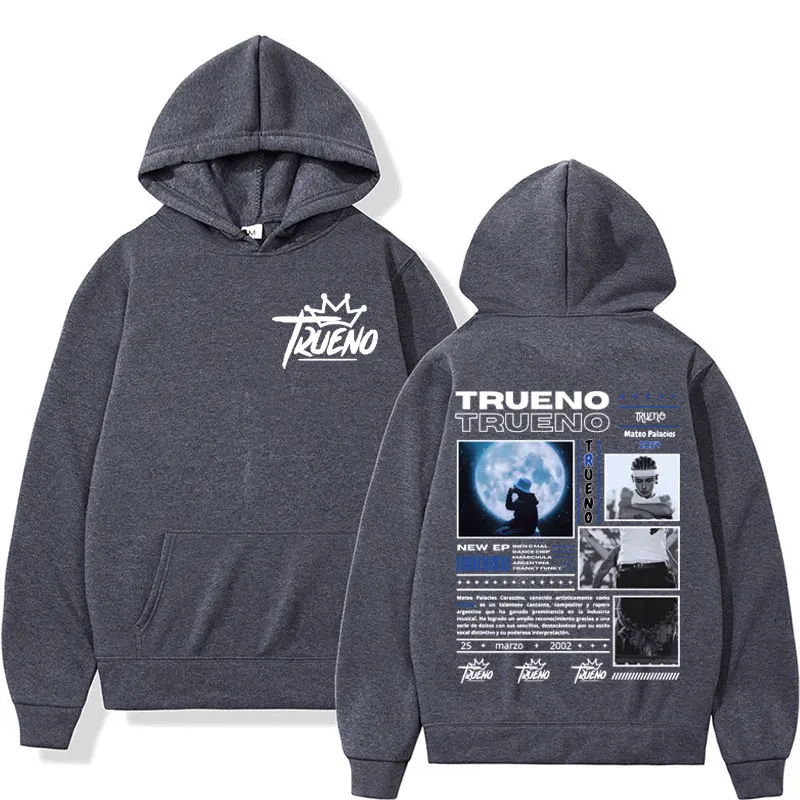 M
TRUENO
TRUENO
TRUENO
TRUENO
Mateo Palacios
TRUENO
NEW EP
BIEN O MAL
DANCE CRIP
MAMICHULA
ARGENTINA
TRANKY FUNKY
Mateo Palacios Corazzina, conocido artísticamente como
es un talentoso cantante, compositor y rapero
argentino que ha ganado prominencia en la industria
musical. Ha logrado un amplio reconocimiento gracias a una
serie de éxitos con sus sencillos, destacándose por su estilo
vocal distintivo y su poderosa interpretación.
25 + marzo + 2002 + +
TRUENO TRUENO TRUENO